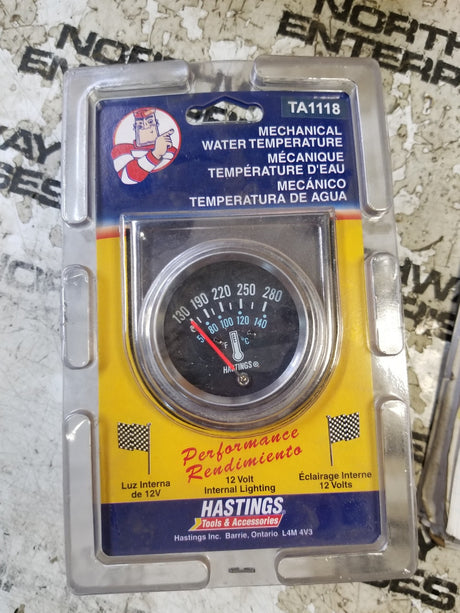 NORTHWAY
ENTERPRISES
TA1118
MECHANICAL
WATER TEMPERATURE
MÉCANIQUE
TEMPÉRATURE D'EAU
MECÁNICO
TEMPERATURA DE AGUA
130 190 220 250 280
80 100 120 140
°F °C
HASTINGS ®
Performance
Rendimiento
Luz Interna
de 12V
12 Volt
Internal Lighting
Éclairage Interne
12 Volts
HASTINGS
Tools & Accessories
Hastings Inc. Barrie, Ontario L4M 4V3